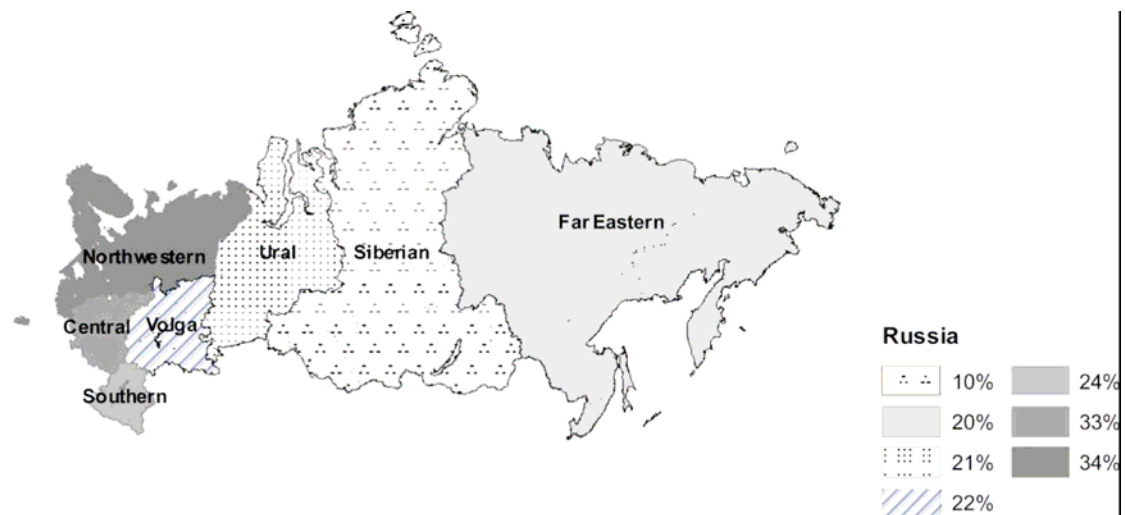 Far Eastern
Northwestern
Ural
Siberian
Central
Volga
Southern
Russia
10%
24%
20%
33%
21%
34%
22%